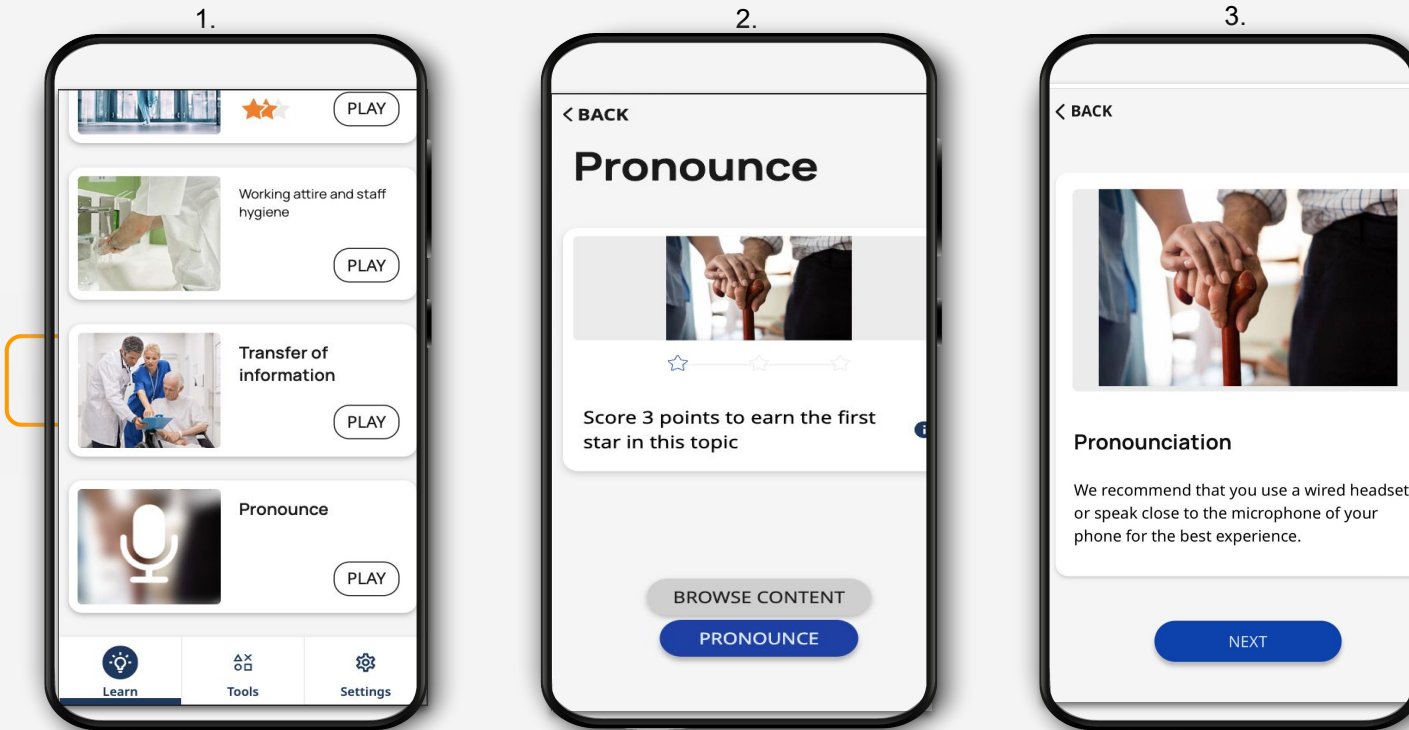 1.
PLAY
Working attire and staff
hygiene
PLAY
Transfer of
information
PLAY
Pronounce
PLAY
Learn
Tools
Settings
2.
< BACK
Pronounce
Score 3 points to earn the first
star in this topic
i
BROWSE CONTENT
PRONOUNCE
3.
< BACK
Pronounciation
We recommend that you use a wired headset
or speak close to the microphone of your
phone for the best experience.
NEXT